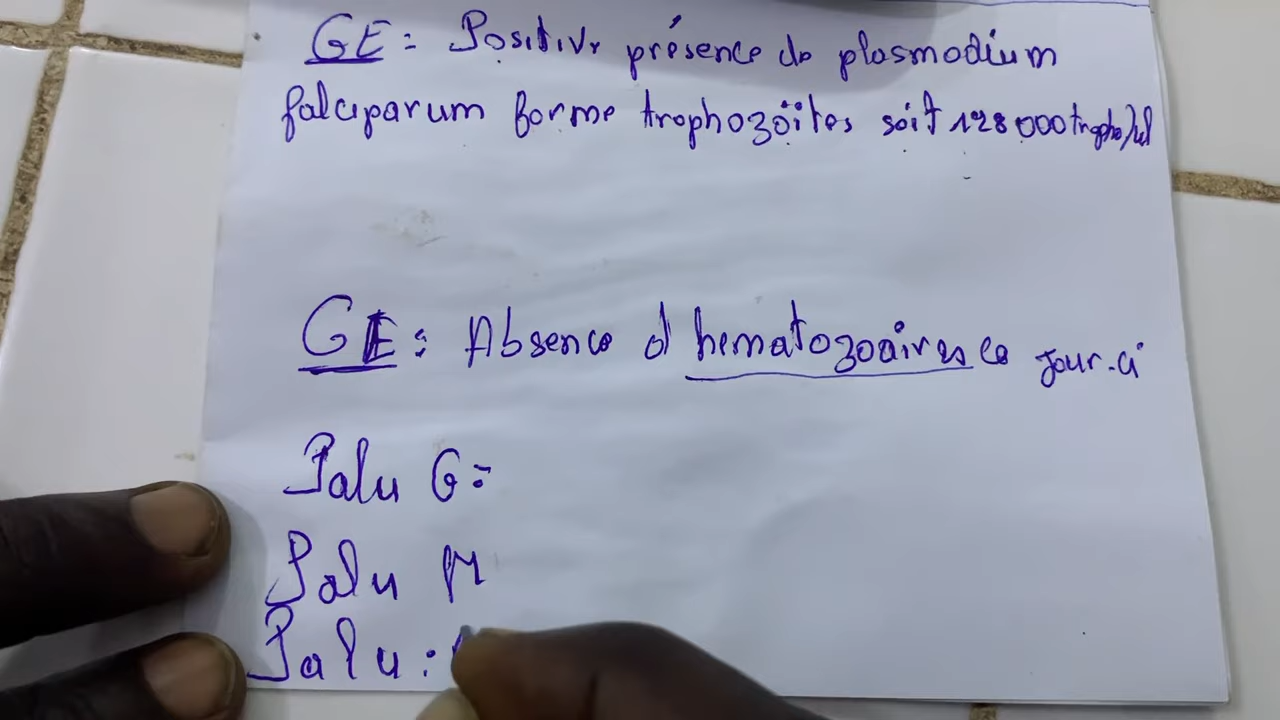 GE = Positive présence de plasmodium
falciparum forme trophozoïtes soit 128 000 tropho/ul
GE : Absence d'hematozoaires ce jour-ci
Palu G =
Palu M
Palu :